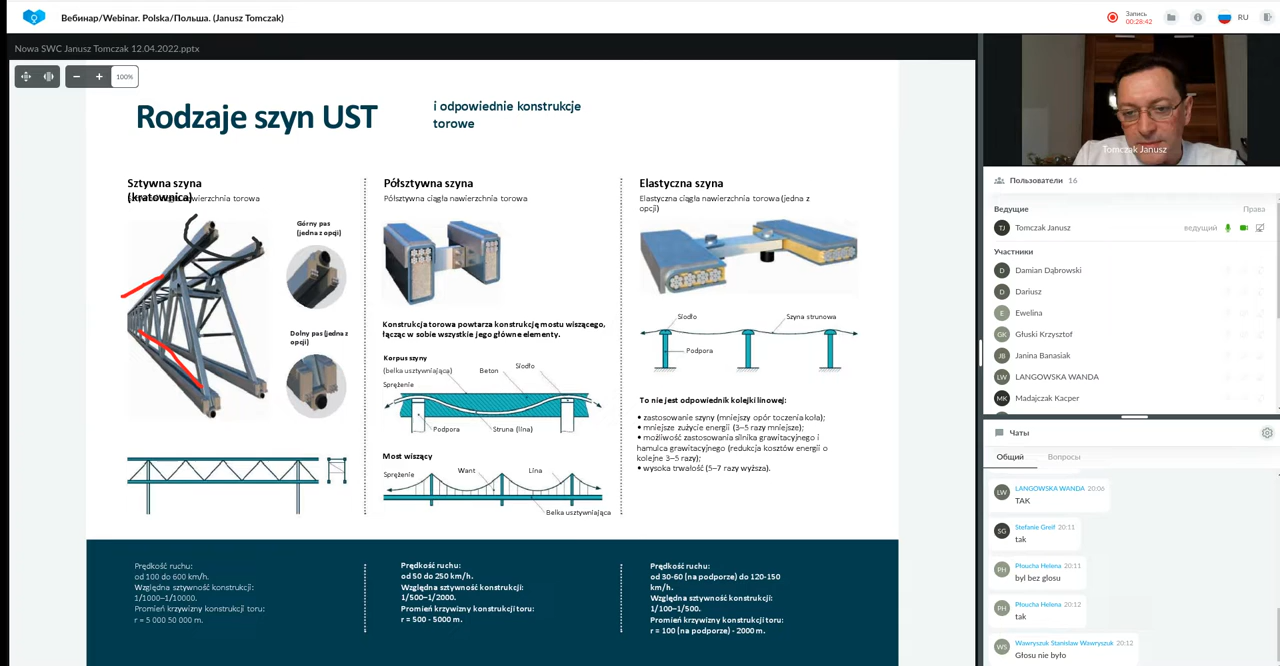 Вебинар/Webinar. Polska/Польша. (Janusz Tomczak)
Запись
00:28:42
RU
Nowa SWC Janusz Tomczak 12.04.2022.pptx
100%
Rodzaje szyn UST
i odpowiednie konstrukcje
torowe
Sztywna szyna
(kratownica)
nawierzchnia torowa
Górny pas
(jedna z opcji)
Dolny pas (jedna z
opcji)
Półsztywna szyna
Półsztywna ciągła nawierzchnia torowa
Konstrukcja torowa powtarza konstrukcję mostu wiszącego,
łącząc w sobie wszystkie jego główne elementy.
Korpus szyny
(belka usztywniająca)
Beton
Siodło
Sprężenie
Podpora
Struna (lina)
Most wiszący
Sprężenie
Want
Lina
Belka usztywniająca
Elastyczna szyna
Elastyczna ciągła nawierzchnia torowa (jedna z
opcji)
Siodło
Szyna strunowa
Podpora
To nie jest odpowiednik kolejki linowej:
• zastosowanie szyny (mniejszy opór toczenia koła);
• mniejsze zużycie energii (3–5 razy mniejsze);
• możliwość zastosowania silnika grawitacyjnego i
hamulca grawitacyjnego (redukcja kosztów energii o
kolejne 3–5 razy);
• wysoka trwałość (5–7 razy wyższa).
Prędkość ruchu:
od 100 do 600 km/h.
Względna sztywność konstrukcji:
1/1000–1/10000.
Promień krzywizny konstrukcji toru:
r = 5 000 50 000 m.
Prędkość ruchu:
od 50 do 250 km/h.
Względna sztywność konstrukcji:
1/500–1/2000.
Promień krzywizny konstrukcji toru:
r = 500 - 5000 m.
Prędkość ruchu:
od 30-60 (na podporze) do 120-150
km/h.
Względna sztywność konstrukcji:
1/100–1/500.
Promień krzywizny konstrukcji toru:
r = 100 (na podporze) - 2000 m.
Tomczak Janusz
Пользователи 16
Ведущие Права
TJ Tomczak Janusz ведущий
Участники
D Damian Dąbrowski
D Dariusz
E Ewelina
GK Głuski Krzysztof
JB Janina Banasiak
LW LANGOWSKA WANDA
MK Madajczak Kacper
Чаты
Общий Вопросы
LW LANGOWSKA WANDA 20:06
TAK
SG Stefanie Greif 20:11
tak
PH Płoucha Helena 20:11
byl bez glosu
PH Płoucha Helena 20:12
tak
WS Wawryszuk Stanisław Wawryszuk 20:12
Głosu nie było